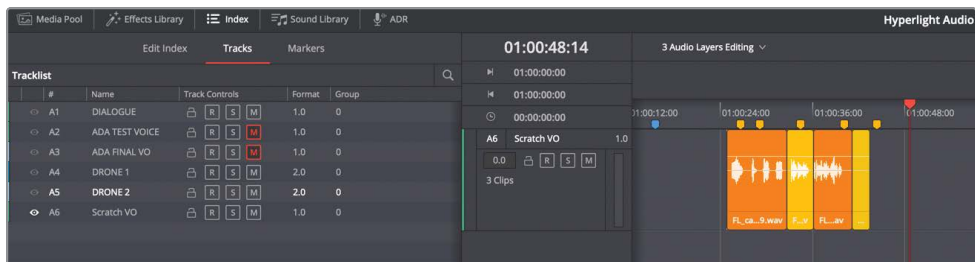 Media Pool Effects Library Index Sound Library ADR Hyperlight Audio
Edit Index Tracks Markers 01:00:48:14 3 Audio Layers Editing
Tracklist 01:00:00:00
# Name Track Controls Format Group 01:00:00:00
A1 DIALOGUE R S M 1.0 0 00:00:00:00 01:00:12:00 01:00:24:00 01:00:36:00 01:00:48:00
A2 ADA TEST VOICE R S M 1.0 0 A6 Scratch VO 1.0
A3 ADA FINAL VO R S M 1.0 0 0.0 R S M
A4 DRONE 1 R S M 2.0 0 3 Clips
A5 DRONE 2 R S M 2.0 0
A6 Scratch VO R S M 1.0 0 FL_ca...9.wav F...v FL...av ...